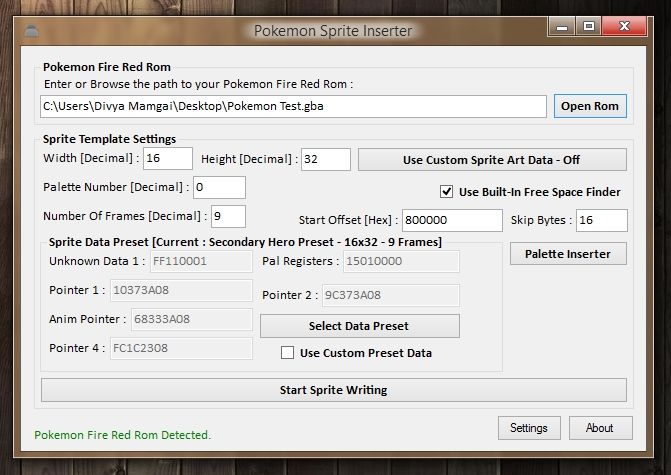 Pokemon Sprite Inserter
Pokemon Fire Red Rom
Enter or Browse the path to your Pokemon Fire Red Rom :
C:\Users\Divya Mamgai\Desktop\Pokemon Test.gba
Open Rom
Sprite Template Settings
Width [Decimal] : 16 Height [Decimal] : 32 Use Custom Sprite Art Data - Off
Palette Number [Decimal] : 0 Use Built-In Free Space Finder
Number Of Frames [Decimal] : 9 Start Offset [Hex] : 800000 Skip Bytes : 16
Sprite Data Preset [Current : Secondary Hero Preset - 16x32 - 9 Frames]
Palette Inserter
Unknown Data 1 : FF110001 Pal Registers : 15010000
Pointer 1 : 10373A08 Pointer 2 : 9C373A08
Anim Pointer : 68333A08 Select Data Preset
Pointer 4 : FC1C2308 Use Custom Preset Data
Start Sprite Writing
Pokemon Fire Red Rom Detected.
Settings
About